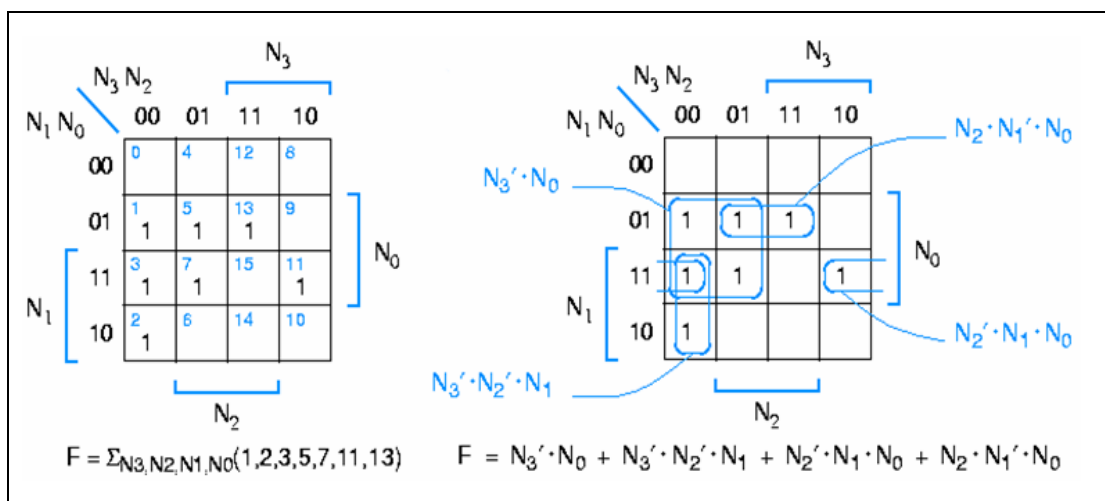 N₃
N₃ N₂
N₁ N₀
00 01 11 10
00 0 4 12 8
01 1 1 5 1 13 1 9
N₀
11 3 1 7 1 15 11 1
N₁
10 2 1 6 14 10
N₂
F = Σ_N3,N2,N1,N0(1,2,3,5,7,11,13)
N₃
N₃ N₂
N₁ N₀
00 01 11 10
N₂·N₁′·N₀
00
N₃′·N₀
01 1 1 1
N₀
11 1 1 1
N₁
10 1
N₂′·N₁·N₀
N₃′·N₂′·N₁
N₂
F = N₃′·N₀ + N₃′·N₂′·N₁ + N₂′·N₁·N₀ + N₂·N₁′·N₀